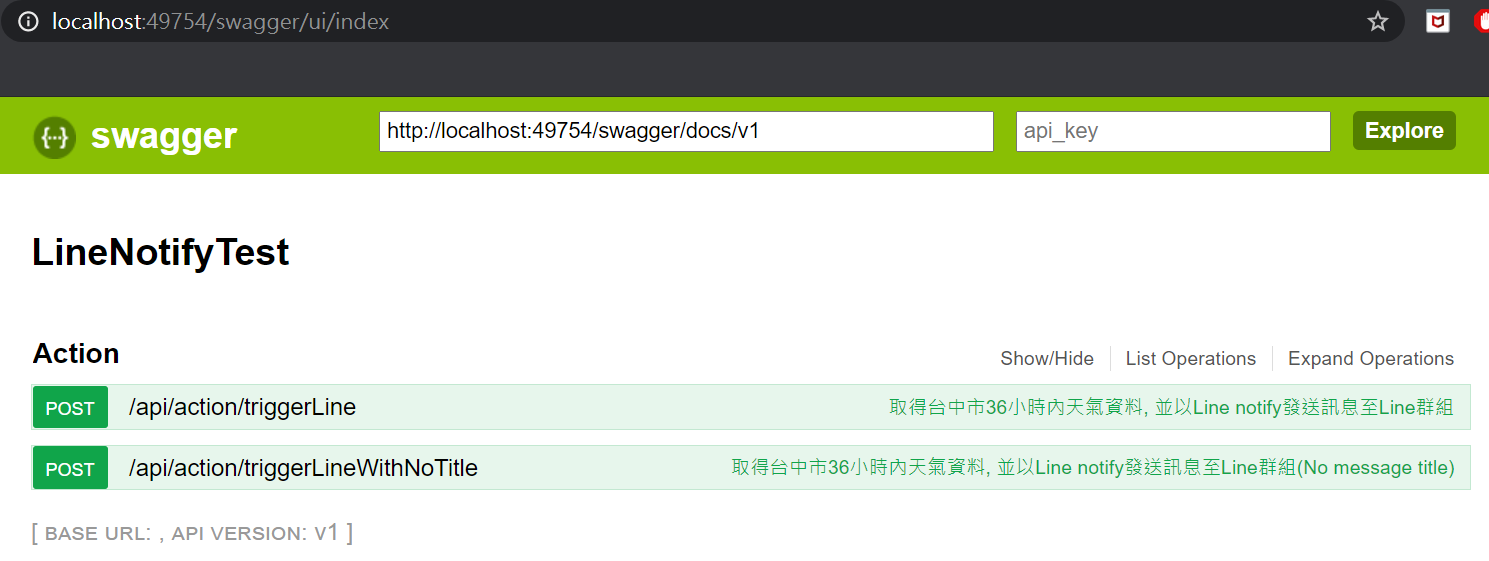 localhost:49754/swagger/ui/index
swagger
http://localhost:49754/swagger/docs/v1
api_key
Explore
LineNotifyTest
Action
Show/Hide
List Operations
Expand Operations
POST /api/action/triggerLine 取得台中市36小時內天氣資料, 並以Line notify發送訊息至Line群組
POST /api/action/triggerLineWithNoTitle 取得台中市36小時內天氣資料, 並以Line notify發送訊息至Line群組(No message title)
[ BASE URL: , API VERSION: V1 ]